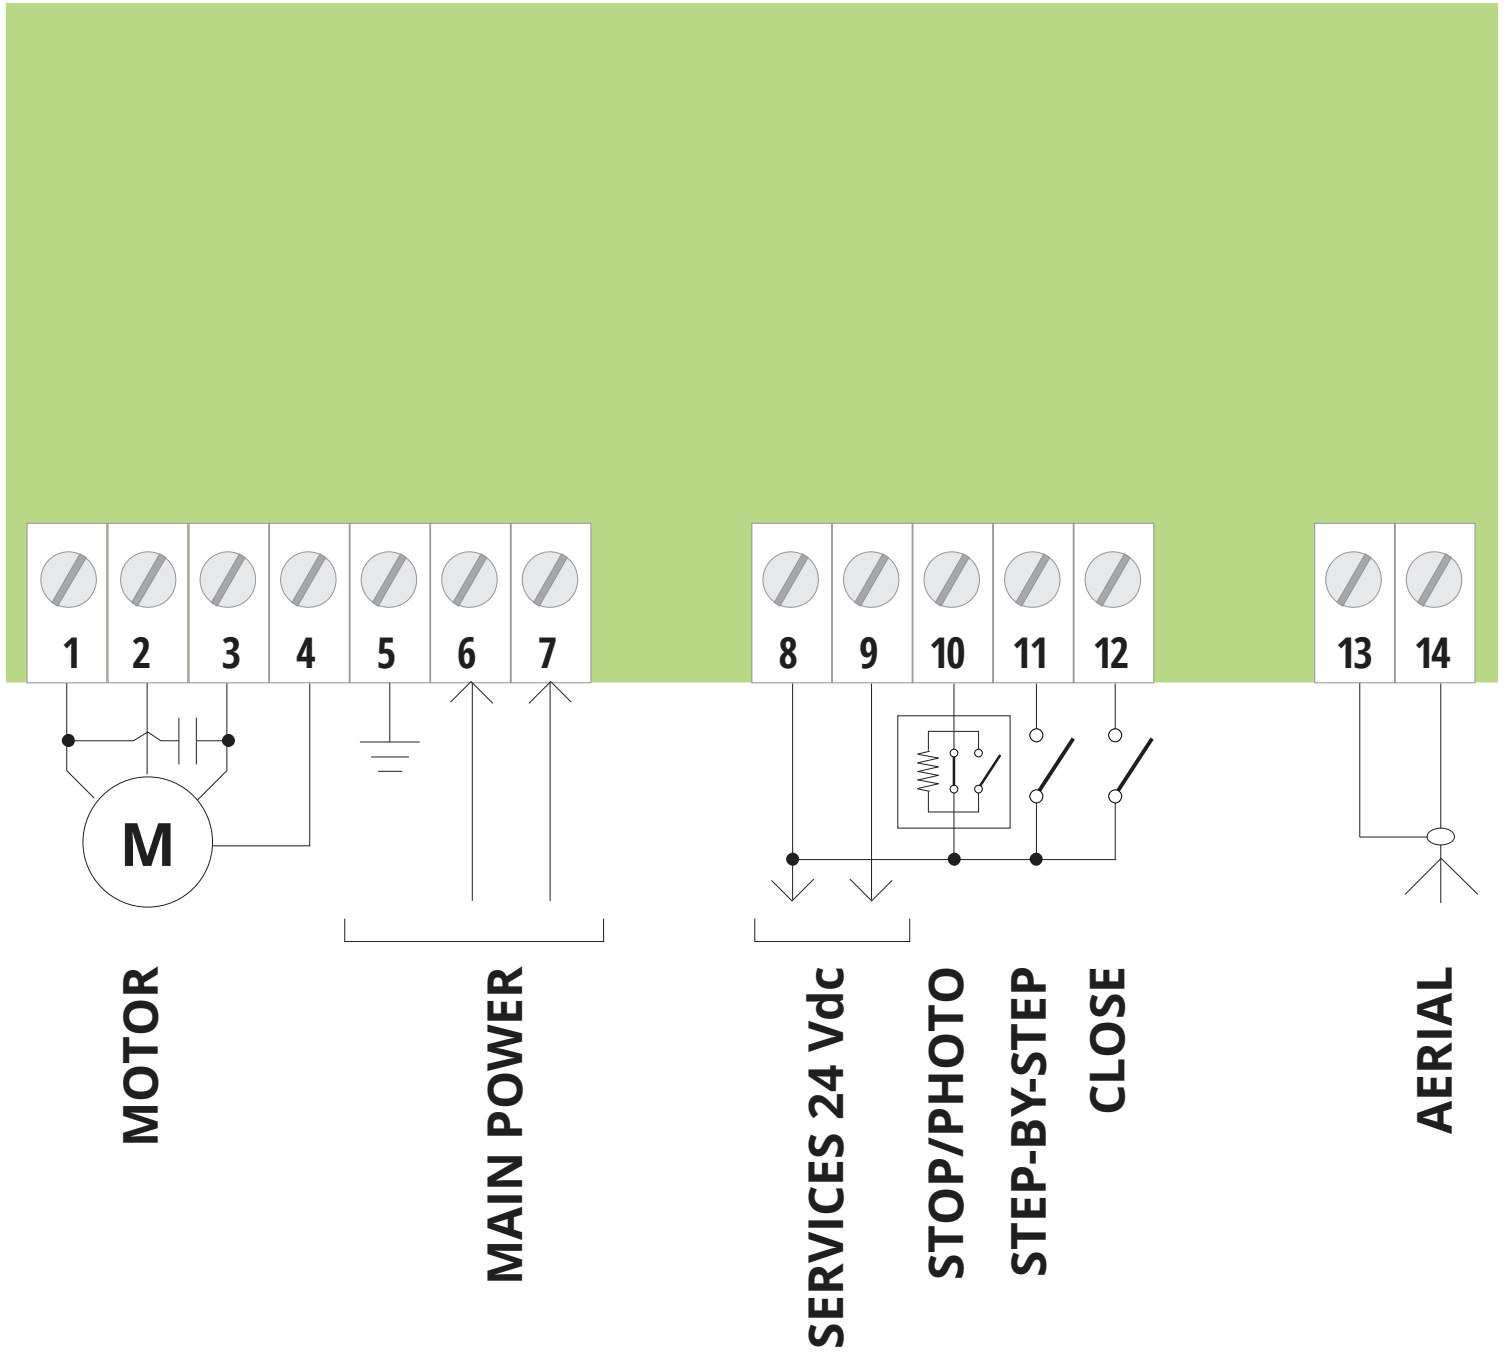 1 2 3 4 5 6 7 8 9 10 11 12 13 14
M
MOTOR
MAIN POWER
SERVICES 24 Vdc
STOP/PHOTO
STEP-BY-STEP
CLOSE
AERIAL